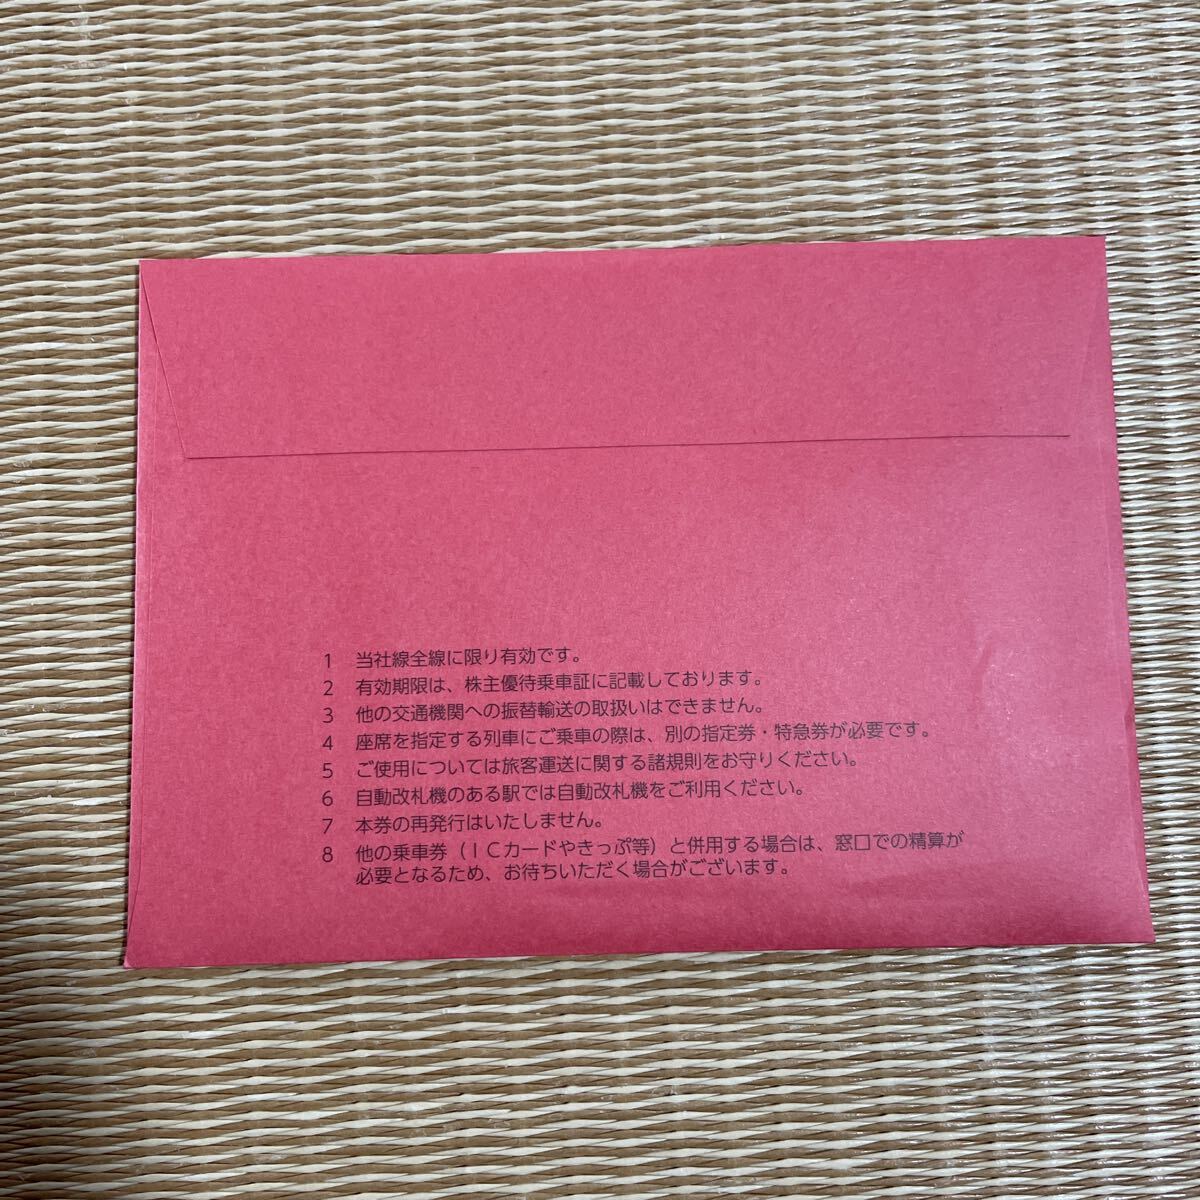 1　当社線全線に限り有効です。
2　有効期限は、株主優待乗車証に記載しております。
3　他の交通機関への振替輸送の取扱いはできません。
4　座席を指定する列車にご乗車の際は、別の指定券・特急券が必要です。
5　ご使用については旅客運送に関する諸規則をお守りください。
6　自動改札機のある駅では自動改札機をご利用ください。
7　本券の再発行はいたしません。
8　他の乗車券（ＩＣカードやきっぷ等）と併用する場合は、窓口での精算が
必要となるため、お待ちいただく場合がございます。